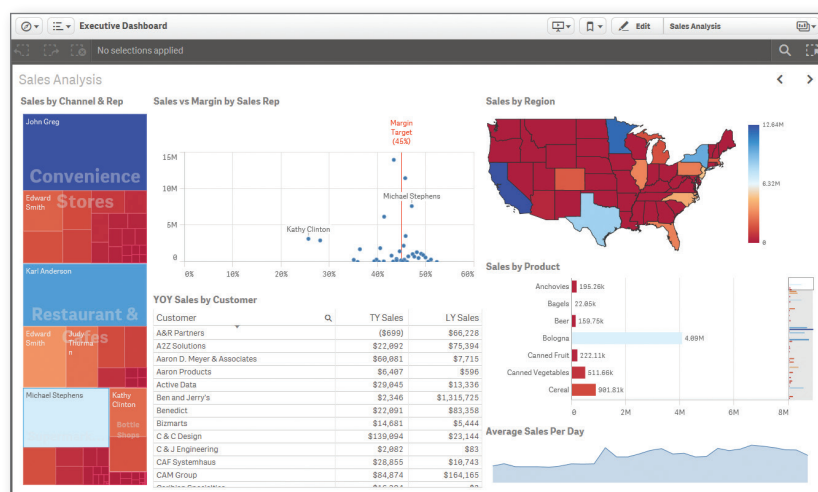 Executive Dashboard
Edit
Sales Analysis
No selections applied
Sales Analysis
Sales by Channel & Rep
John Greg
Convenience
Stores
Edward
Smith
Karl Anderson
Restaurant &
Cafes
Edward
Smith
Judy
Thurma
n
Michael Stephens
Kathy
Clinton
Bottle
Shops
Sales vs Margin by Sales Rep
Margin
Target
(45%)
15M
10M
5M
0
Michael Stephens
Kathy Clinton
0% 10% 20% 30% 40% 50% 60%
YOY Sales by Customer
Customer TY Sales LY Sales
A&R Partners ($699) $66,228
A2Z Solutions $22,092 $75,394
Aaron D. Meyer & Associates $60,081 $7,715
Aaron Products $6,407 $596
Active Data $29,045 $13,336
Ben and Jerry's $2,346 $1,315,725
Benedict $22,091 $83,358
Bizmarts $14,681 $5,444
C & C Design $139,094 $23,144
C & J Engineering $2,082 $83
CAF Systemhaus $28,855 $10,743
CAM Group $84,874 $164,165
Sales by Region
12.64M
6.32M
0
Sales by Product
Anchovies 195.26k
Bagels 22.05k
Beer 159.75k
Bologna 4.09M
Canned Fruit 222.11k
Canned Vegetables 511.66k
Cereal 901.81k
0 2M 4M 6M 8M
Average Sales Per Day